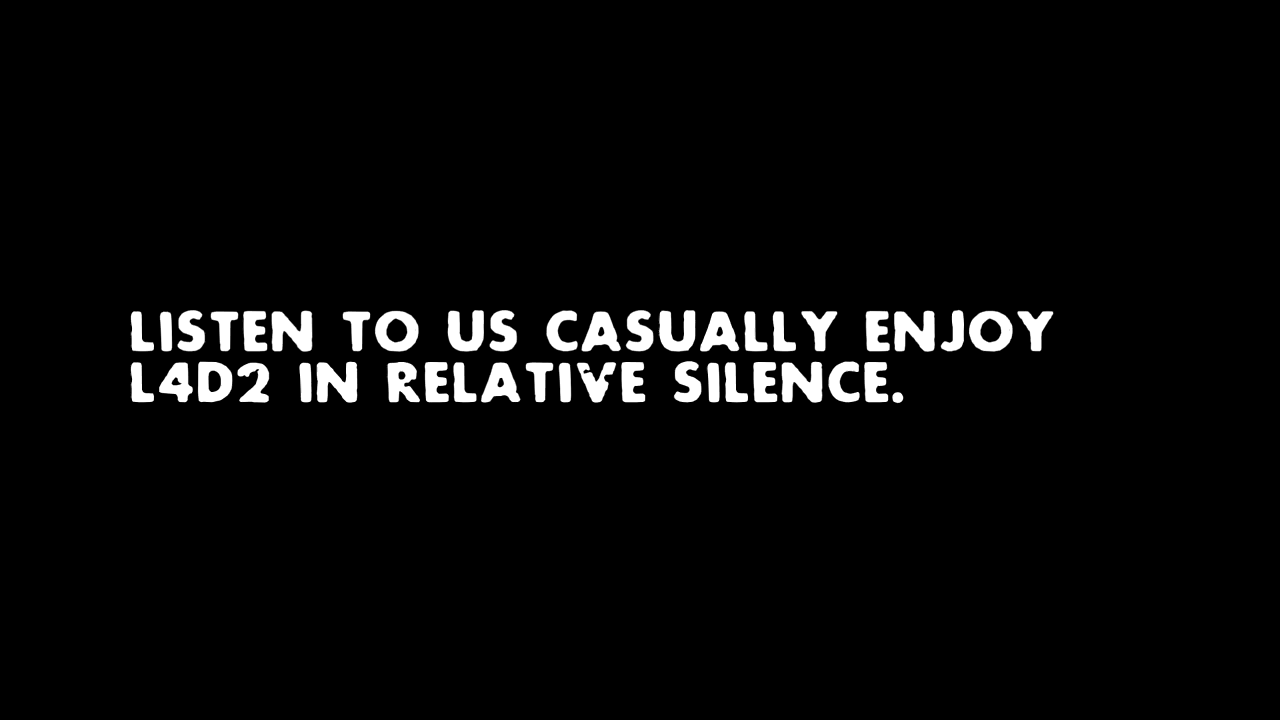 LISTEN TO US CASUALLY ENJOY
L4D2 IN RELATIVE SILENCE.